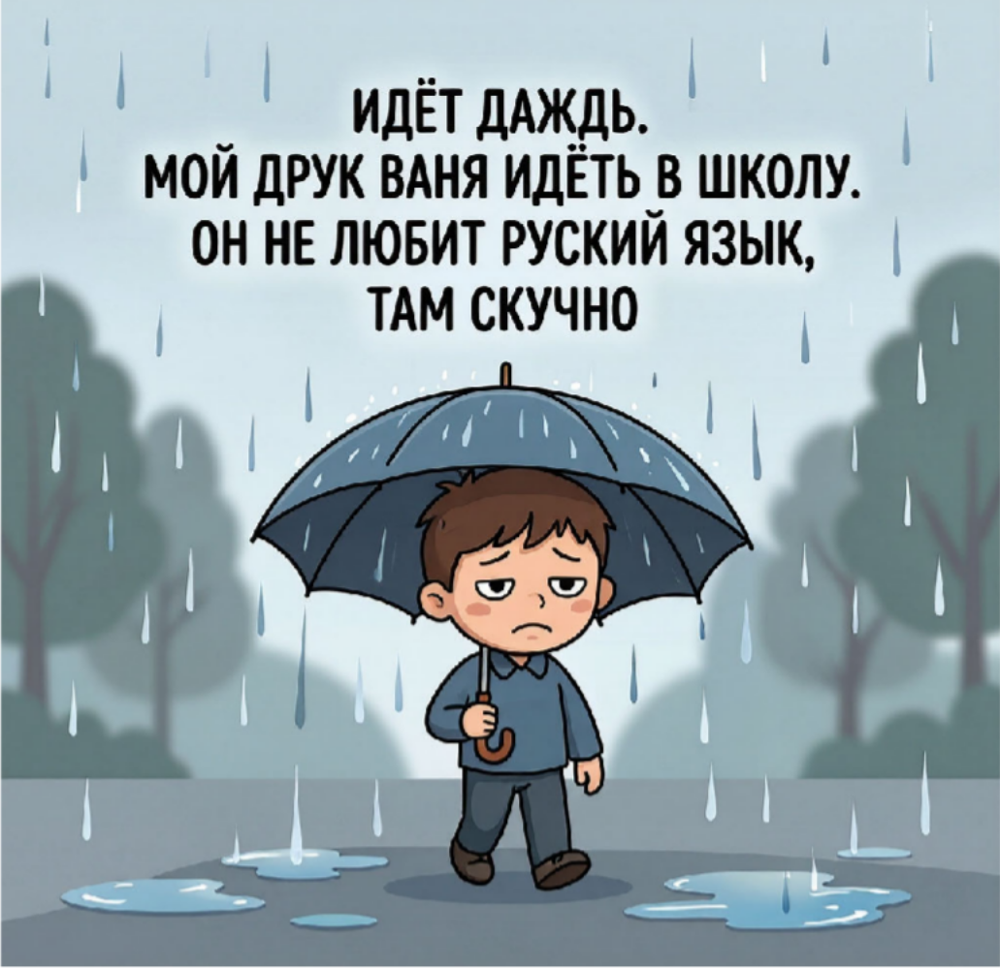 ИДЁТ ДАЖДЬ.
МОЙ ДРУК ВАНЯ ИДЁТЬ В ШКОЛУ.
ОН НЕ ЛЮБИТ РУСКИЙ ЯЗЫК,
ТАМ СКУЧНО